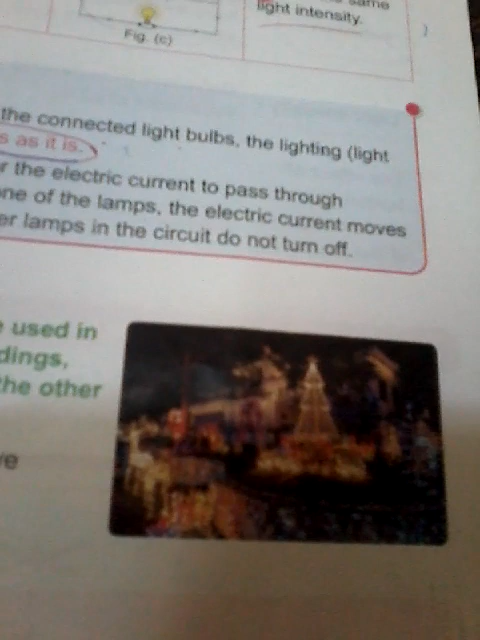 same
light intensity.
Fig. (c)
the connected light bulbs, the lighting (light
s as it is.
r the electric current to pass through
ne of the lamps, the electric current moves
er lamps in the circuit do not turn off.
e used in
dings,
the other
ve